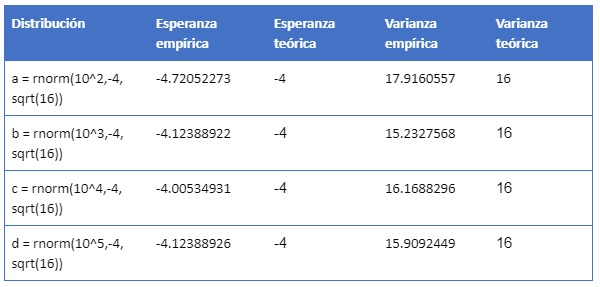 Distribución Esperanza Esperanza Varianza Varianza
empírica teórica empírica teórica
a = rnorm(10^2,-4, -4.72052273 -4 17.9160557 16
sqrt(16))
b = rnorm(10^3,-4, -4.12388922 -4 15.2327568 16
sqrt(16))
c = rnorm(10^4,-4, -4.00534931 -4 16.1688296 16
sqrt(16))
d = rnorm(10^5,-4, -4.12388926 -4 15.9092449 16
sqrt(16))